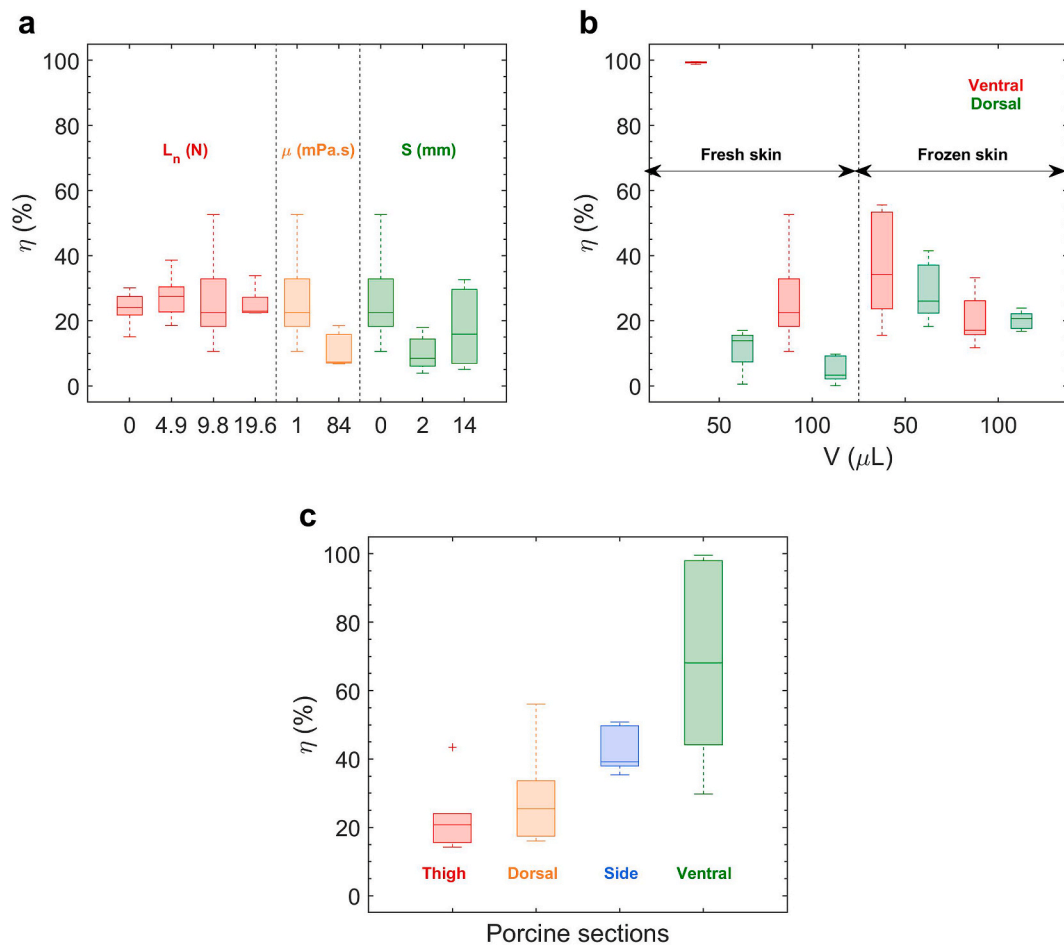 a
η (%)
100
80
60
40
20
0
L_n (N)
μ (mPa.s)
S (mm)
0 4.9 9.8 19.6 1 84 0 2 14
b
η (%)
100
80
60
40
20
0
Ventral
Dorsal
Fresh skin
Frozen skin
50 100 50 100
V (μL)
c
η (%)
100
80
60
40
20
0
Thigh Dorsal Side Ventral
Porcine sections